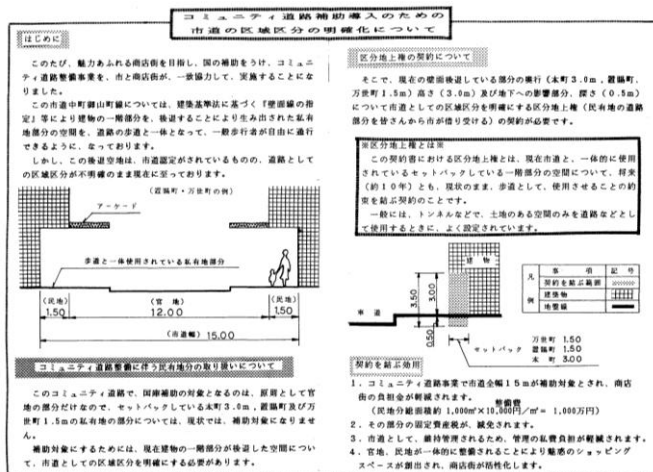 コミュニティ道路補助導入のための
市道の区域区分の明確化について
はじめに
このたび、魅力あふれる商店街を目指し、国の補助をうけ、コミュニ
ティ道路整備事業を、市と商店街が、一致協力して、実施することにな
りました。
この市道中町御山町線については、建築基準法に基づく『壁面線の指
定』等により建物の一階部分を、後退することにより生み出された私有
地部分の空間を、道路の歩道と一体となって、一般歩行者が自由に通行
できるように、なっております。
しかし、この後退空地は、市道認定がされているものの、道路として
の区域区分が不明確のまま現在に至っております。
(置賜町・万世町の例)
アーケード
歩道と一体使用されている私有地部分
(民地) (官地) (民地)
1.50 12.00 1.50
(市道幅) 15.00
コミュニティ道路整備に伴う民有地分の取り扱いについて
このコミュニティ道路で、国庫補助の対象となるのは、原則として官
地の部分だけなので、セットバックしている本町3.0m，置賜町及び万
世町1.5mの私有地の部分については、現状では、補助対象になりませ
ん。
補助対象にするためには、現在建物の一階部分が後退した空間につい
て、市道としての区域区分を明確にする必要があります。
区分地上権の契約について
そこで、現在の壁面後退している部分の奥行(本町3.0m，置賜町、
万世町1.5m)高さ(3.0m)及び地下への影響部分、深さ(0.5m)
について市道としての区域区分を明確にする区分地上権(民有地の道路
部分を皆さんから市が借り受ける)の契約が必要です。
※区分地上権とは※
この契約書における区分地上権とは、現在市道と、一体的に使用
されているセットバックしている一階部分の空間について、将来
(約10年)とも、現状のまま、歩道として、使用させることの約
束を結ぶ契約のことです。
一般には、トンネルなどで、土地のある空間のみを道路などと
して使用するときに、よく設定されています。
建物
車道
3.50
3.00
0.50
セットバック
万世町 1.50
置賜町 1.50
本町 3.00
凡例
事項 記号
契約を結ぶ範囲
建築物
地盤線
契約を結ぶ効用
1．コミュニティ道路事業で市道全幅15mが補助対象とされ、商店
街の負担金が軽減されます。
整備費
(民地分総面積約 1,000㎡×10,000円/㎡＝ 1,000万円)
2．その部分の固定資産税が、減免されます。
3．市道として、維持管理されるため、管理の私費負担が軽減されます。
4．官地、民地が一体的に整備されることにより魅惑のショッピング
スペースが創出され、商店街が活性化します。